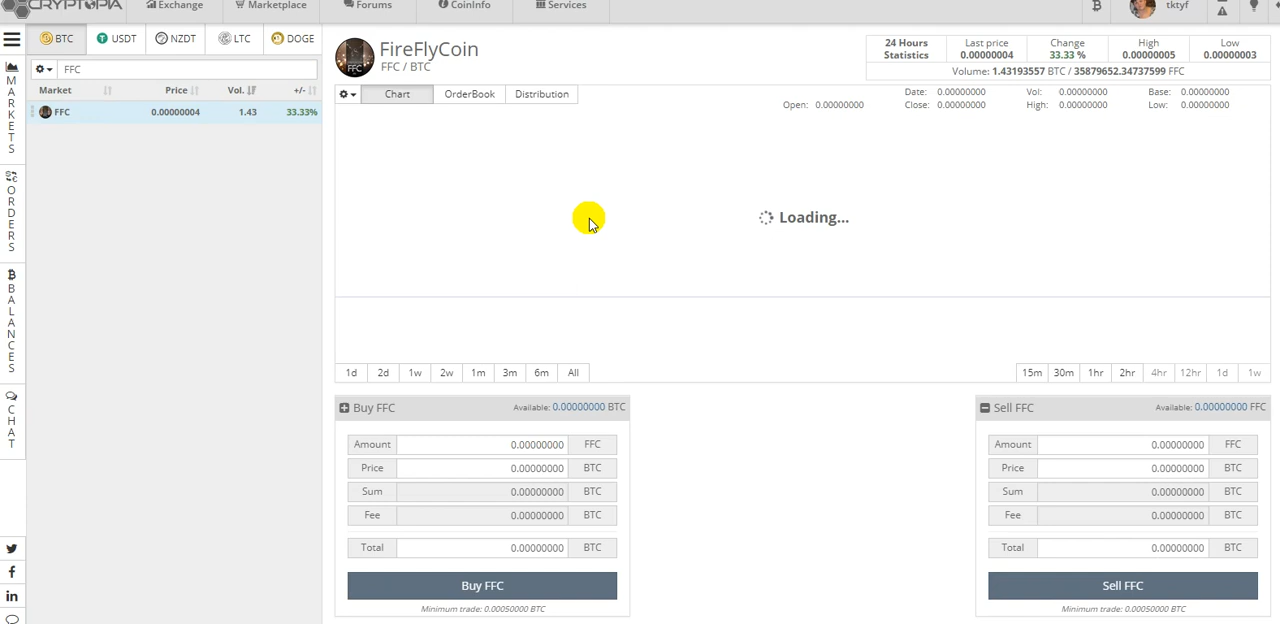 CRYPTOPIA
Exchange
Marketplace
Forums
CoinInfo
Services
tktyf
BTC
USDT
NZDT
LTC
DOGE
FFC
Market Price Vol. +/-
FFC 0.00000004 1.43 33.33%
MARKETS
ORDERS
BALANCES
CHAT
FFC
FireFlyCoin
FFC / BTC
24 Hours Statistics
Last price 0.00000004
Change 33.33 %
High 0.00000005
Low 0.00000003
Volume: 1.43193557 BTC / 35879652.34737599 FFC
Chart
OrderBook
Distribution
Date: 0.00000000 Vol: 0.00000000 Base: 0.00000000
Open: 0.00000000 Close: 0.00000000 High: 0.00000000 Low: 0.00000000
Loading...
1d 2d 1w 2w 1m 3m 6m All
15m 30m 1hr 2hr 4hr 12hr 1d 1w
Buy FFC Available: 0.00000000 BTC
Amount 0.00000000 FFC
Price 0.00000000 BTC
Sum 0.00000000 BTC
Fee 0.00000000 BTC
Total 0.00000000 BTC
Buy FFC
Minimum trade: 0.00050000 BTC
Sell FFC Available: 0.00000000 FFC
Amount 0.00000000 FFC
Price 0.00000000 BTC
Sum 0.00000000 BTC
Fee 0.00000000 BTC
Total 0.00000000 BTC
Sell FFC
Minimum trade: 0.00050000 BTC